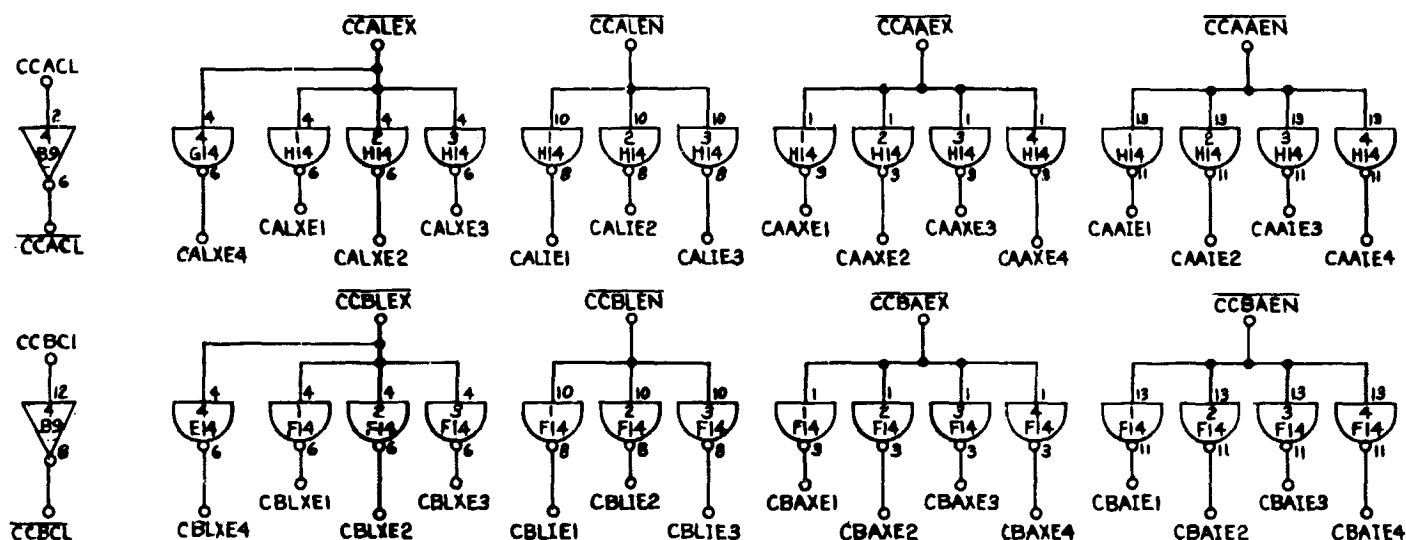 CCALEX CCALEN CCAAEX CCAAEN
CCACL
2 4 4 4 4 10 10 10 1 1 1 1 13 13 13 13
4 4 1 2 3 1 2 3 1 2 3 4 1 2 3 4
B9 G14 H14 H14 H14 H14 H14 H14 H14 H14 H14 H14 H14 H14 H14 H14
6 6 6 6 6 8 8 8 3 3 3 3 11 11 11 11
CALXE1 CALXE3 CALIE2 CAAXE1 CAAXE3 CAAIE1 CAAIE3
CCACL CALXE4 CALXE2 CALIE1 CALIE3 CAAXE2 CAAXE4 CAAIE2 CAAIE4
CCBLEX CCBLEN CCBAEX CCBAEN
CCBCl
12 4 4 4 4 10 10 10 1 1 1 1 13 13 13 13
4 4 1 2 3 1 2 3 1 2 3 4 1 2 3 4
B9 E14 F14 F14 F14 F14 F14 F14 F14 F14 F14 F14 F14 F14 F14 F14
8 6 6 6 6 8 8 8 3 3 3 3 11 11 11 11
CBLXE1 CBLXE3 CBLIE2 CBAXE1 CBAXE3 CBAIE1 CBAIE3
CCBCL CBLXE4 CBLXE2 CBLIE1 CBLIE3 CBAXE2 CBAXE4 CBAIE2 CBAIE4